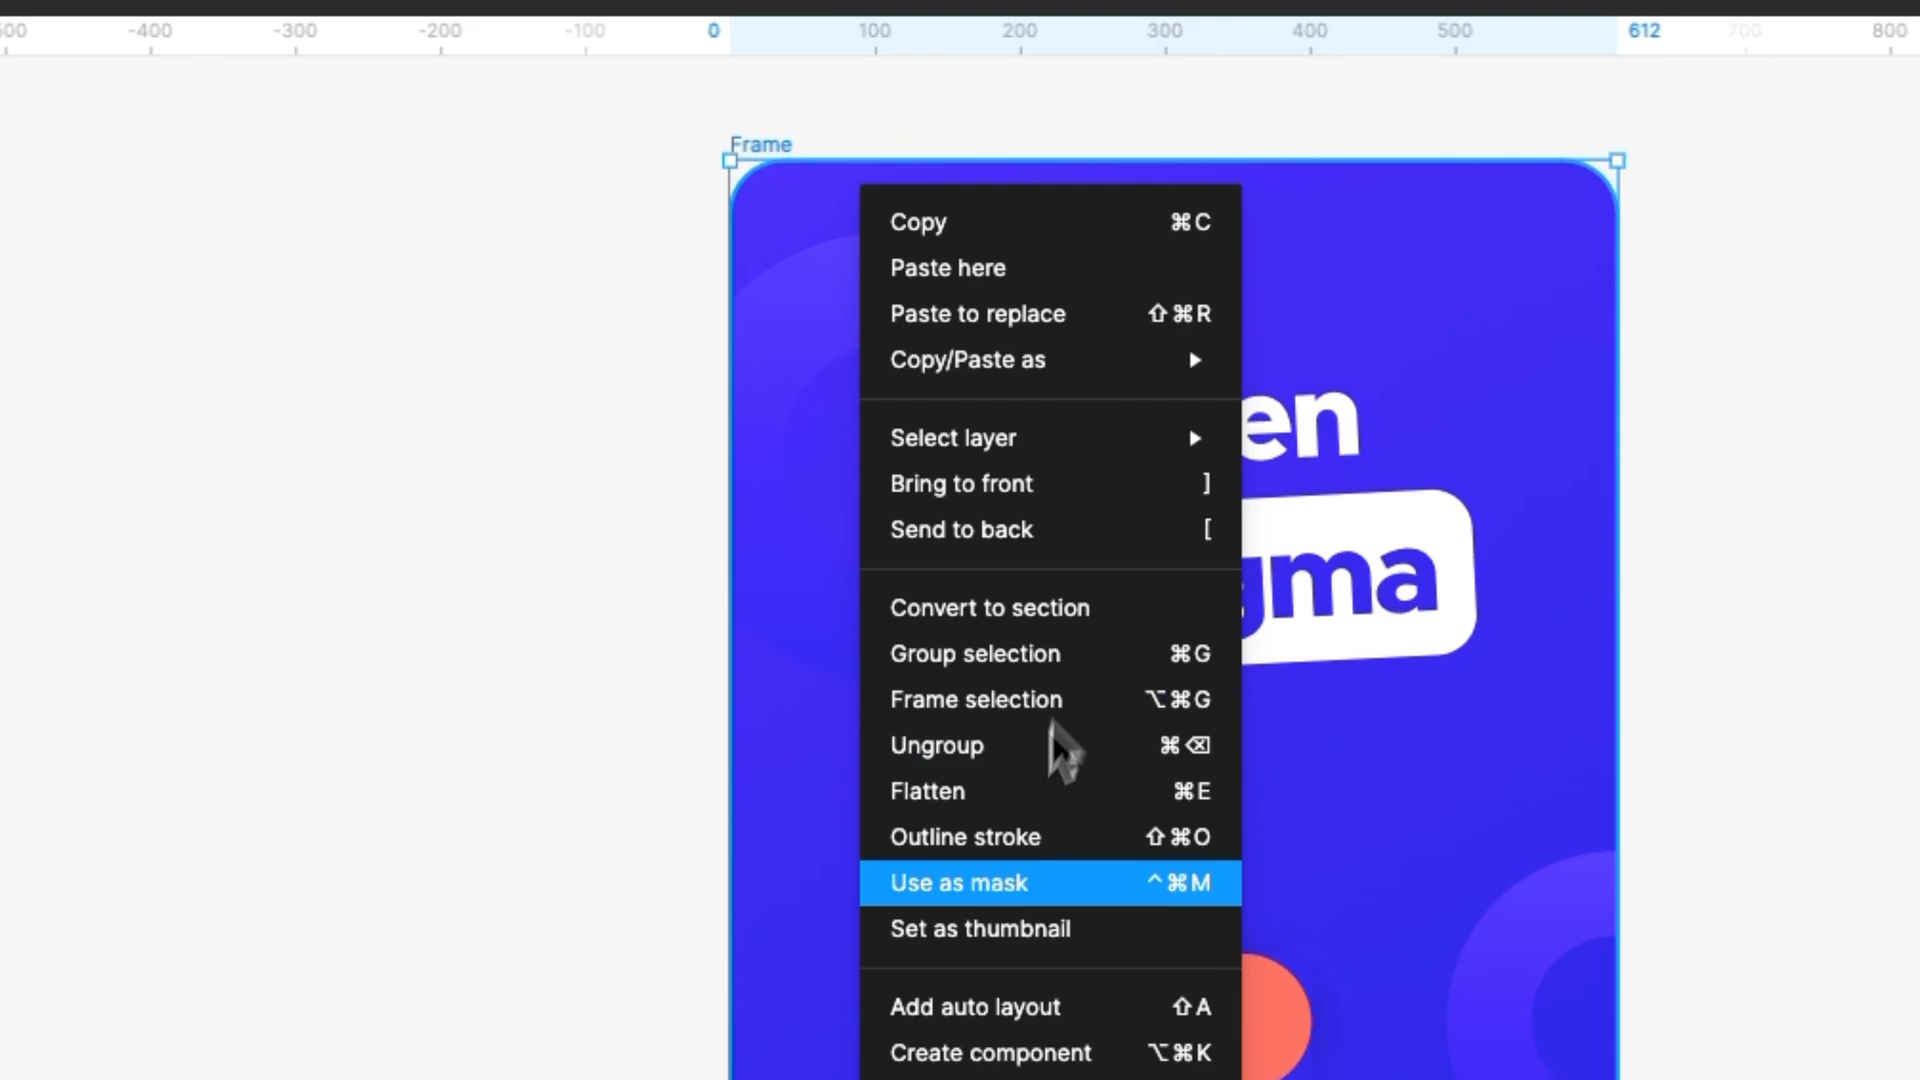 -400 -300 -200 -100 0 100 200 300 400 500 612 700 800
Frame
Copy ⌘C
Paste here
Paste to replace ⇧⌘R
Copy/Paste as ▶
Select layer ▶
Bring to front ]
Send to back [
Convert to section
Group selection ⌘G
Frame selection ⌥⌘G
Ungroup ⌘⌫
Flatten ⌘E
Outline stroke ⇧⌘O
Use as mask ^⌘M
Set as thumbnail
Add auto layout ⇧A
Create component ⌥⌘K
en
gma